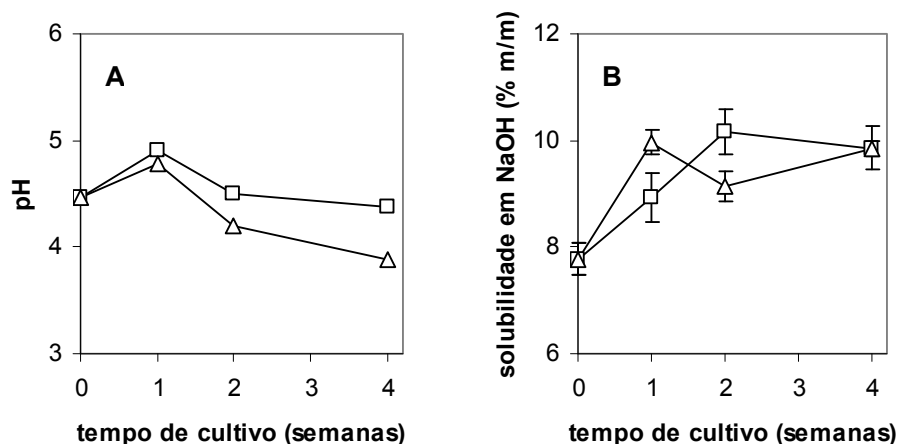 A
pH
6
5
4
3
0 1 2 3 4
tempo de cultivo (semanas)
B
solubilidade em NaOH (% m/m)
12
10
8
6
0 1 2 3 4
tempo de cultivo (semanas)